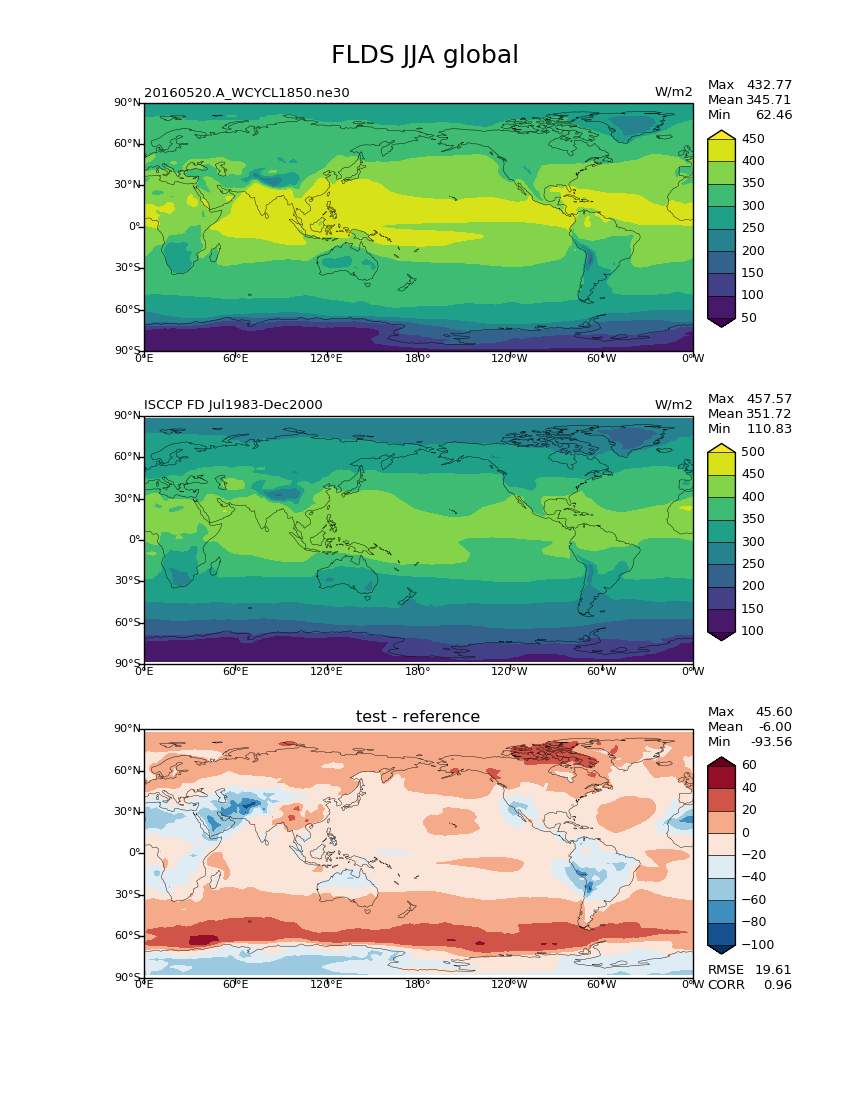 FLDS JJA global
20160520.A_WCYCL1850.ne30
W/m2
Max 432.77
Mean 345.71
Min 62.46
90°N
60°N
30°N
0°
30°S
60°S
90°S
0°E 60°E 120°E 180° 120°W 60°W 0°W
450
400
350
300
250
200
150
100
50
ISCCP FD Jul1983-Dec2000
W/m2
Max 457.57
Mean 351.72
Min 110.83
90°N
60°N
30°N
0°
30°S
60°S
90°S
0°E 60°E 120°E 180° 120°W 60°W 0°W
500
450
400
350
300
250
200
150
100
test - reference
Max 45.60
Mean -6.00
Min -93.56
90°N
60°N
30°N
0°
30°S
60°S
90°S
0°E 60°E 120°E 180° 120°W 60°W 0°W
60
40
20
0
−20
−40
−60
−80
−100
RMSE 19.61
CORR 0.96